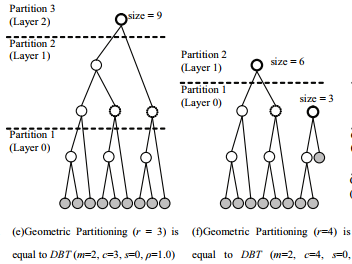 Partition 3
(Layer 2)
size = 9
Partition 2
(Layer 1)
Partition 1
(Layer 0)
Partition 2
(Layer 1)
size = 6
Partition 1
(Layer 0)
size = 3
(e)Geometric Partitioning (r = 3) is
equal to DBT (m=2, c=3, s=0, ρ=1.0)
(f)Geometric Partitioning (r=4) is
equal to DBT (m=2, c=4, s=0,